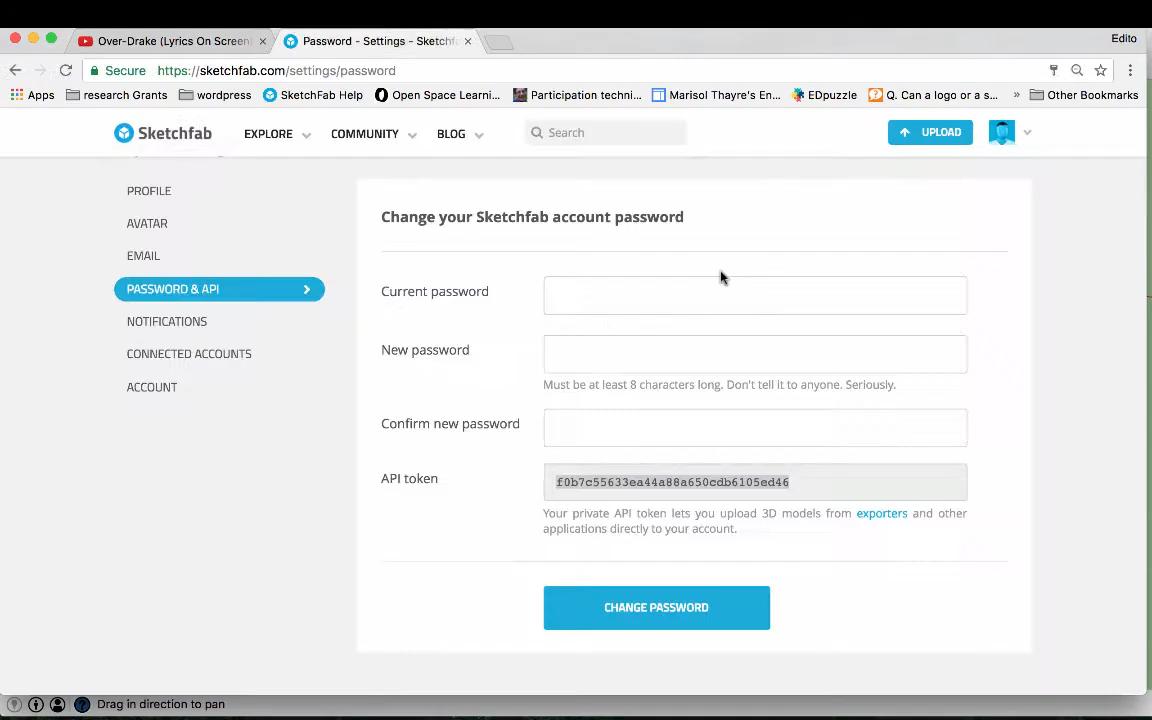 Over-Drake (Lyrics On Screen)
Password - Settings - Sketchf
Edito
Secure https://sketchfab.com/settings/password
Apps research Grants wordpress SketchFab Help Open Space Learni... Participation techni... Marisol Thayre's En... EDpuzzle Q. Can a logo or a s... » Other Bookmarks
Sketchfab EXPLORE COMMUNITY BLOG Search UPLOAD
PROFILE
AVATAR
EMAIL
PASSWORD & API
NOTIFICATIONS
CONNECTED ACCOUNTS
ACCOUNT
Change your Sketchfab account password
Current password
New password
Must be at least 8 characters long. Don't tell it to anyone. Seriously.
Confirm new password
API token
f0b7c55633ea44a88a650cdb6105ed46
Your private API token lets you upload 3D models from exporters and other
applications directly to your account.
CHANGE PASSWORD
Drag in direction to pan